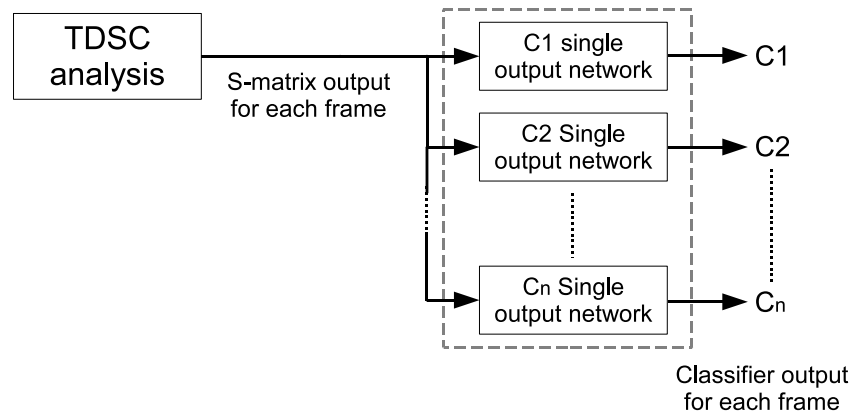 TDSC
analysis
S-matrix output
for each frame
C1 single
output network
C1
C2 Single
output network
C2
Cn Single
output network
Cn
Classifier output
for each frame